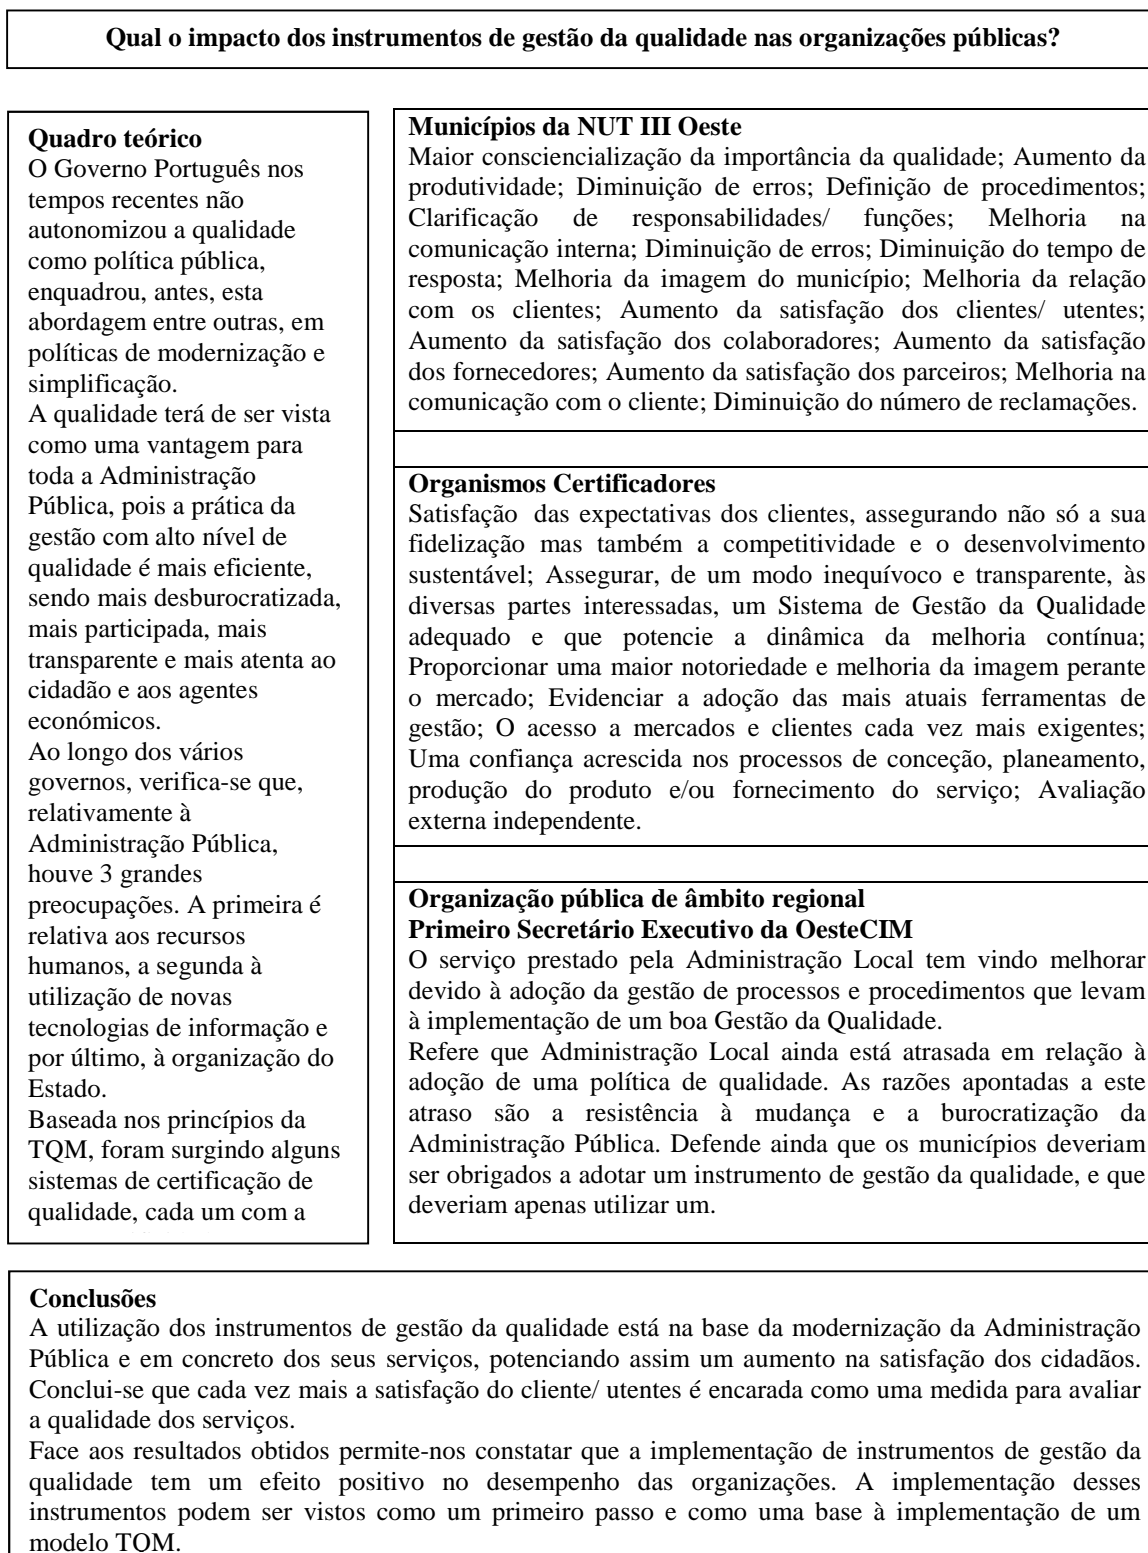 Qual o impacto dos instrumentos de gestão da qualidade nas organizações públicas?
Quadro teórico
O Governo Português nos
tempos recentes não
autonomizou a qualidade
como política pública,
enquadrou, antes, esta
abordagem entre outras, em
políticas de modernização e
simplificação.
A qualidade terá de ser vista
como uma vantagem para
toda a Administração
Pública, pois a prática da
gestão com alto nível de
qualidade é mais eficiente,
sendo mais desburocratizada,
mais participada, mais
transparente e mais atenta ao
cidadão e aos agentes
económicos.
Ao longo dos vários
governos, verifica-se que,
relativamente à
Administração Pública,
houve 3 grandes
preocupações. A primeira é
relativa aos recursos
humanos, a segunda à
utilização de novas
tecnologias de informação e
por último, à organização do
Estado.
Baseada nos princípios da
TQM, foram surgindo alguns
sistemas de certificação de
qualidade, cada um com a
Municípios da NUT III Oeste
Maior consciencialização da importância da qualidade; Aumento da
produtividade; Diminuição de erros; Definição de procedimentos;
Clarificação de responsabilidades/ funções; Melhoria na
comunicação interna; Diminuição de erros; Diminuição do tempo de
resposta; Melhoria da imagem do município; Melhoria da relação
com os clientes; Aumento da satisfação dos clientes/ utentes;
Aumento da satisfação dos colaboradores; Aumento da satisfação
dos fornecedores; Aumento da satisfação dos parceiros; Melhoria na
comunicação com o cliente; Diminuição do número de reclamações.
Organismos Certificadores
Satisfação das expectativas dos clientes, assegurando não só a sua
fidelização mas também a competitividade e o desenvolvimento
sustentável; Assegurar, de um modo inequívoco e transparente, às
diversas partes interessadas, um Sistema de Gestão da Qualidade
adequado e que potencie a dinâmica da melhoria contínua;
Proporcionar uma maior notoriedade e melhoria da imagem perante
o mercado; Evidenciar a adoção das mais atuais ferramentas de
gestão; O acesso a mercados e clientes cada vez mais exigentes;
Uma confiança acrescida nos processos de conceção, planeamento,
produção do produto e/ou fornecimento do serviço; Avaliação
externa independente.
Organização pública de âmbito regional
Primeiro Secretário Executivo da OesteCIM
O serviço prestado pela Administração Local tem vindo melhorar
devido à adoção da gestão de processos e procedimentos que levam
à implementação de um boa Gestão da Qualidade.
Refere que Administração Local ainda está atrasada em relação à
adoção de uma política de qualidade. As razões apontadas a este
atraso são a resistência à mudança e a burocratização da
Administração Pública. Defende ainda que os municípios deveriam
ser obrigados a adotar um instrumento de gestão da qualidade, e que
deveriam apenas utilizar um.
Conclusões
A utilização dos instrumentos de gestão da qualidade está na base da modernização da Administração
Pública e em concreto dos seus serviços, potenciando assim um aumento na satisfação dos cidadãos.
Conclui-se que cada vez mais a satisfação do cliente/ utentes é encarada como uma medida para avaliar
a qualidade dos serviços.
Face aos resultados obtidos permite-nos constatar que a implementação de instrumentos de gestão da
qualidade tem um efeito positivo no desempenho das organizações. A implementação desses
instrumentos podem ser vistos como um primeiro passo e como uma base à implementação de um
modelo TQM.